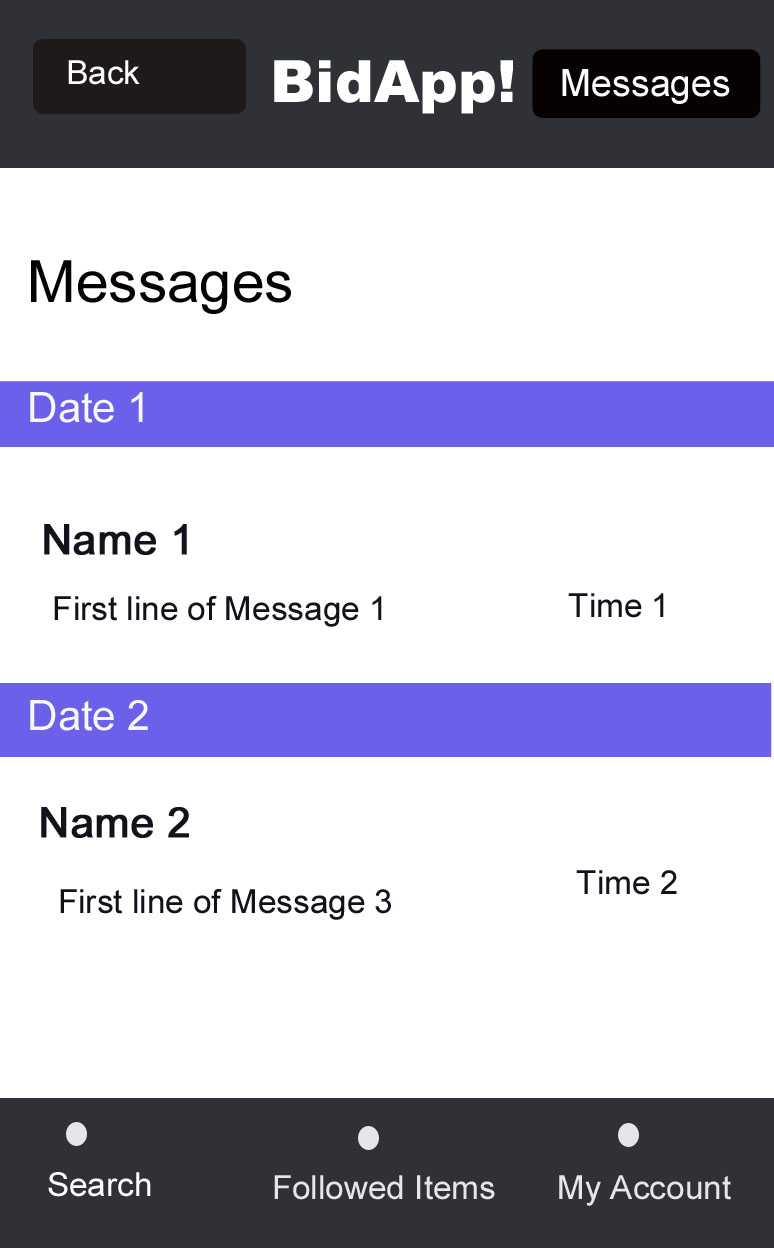 Back
BidApp!
Messages
Messages
Date 1
Name 1
First line of Message 1
Time 1
Date 2
Name 2
Time 2
First line of Message 3
Search
Followed Items
My Account